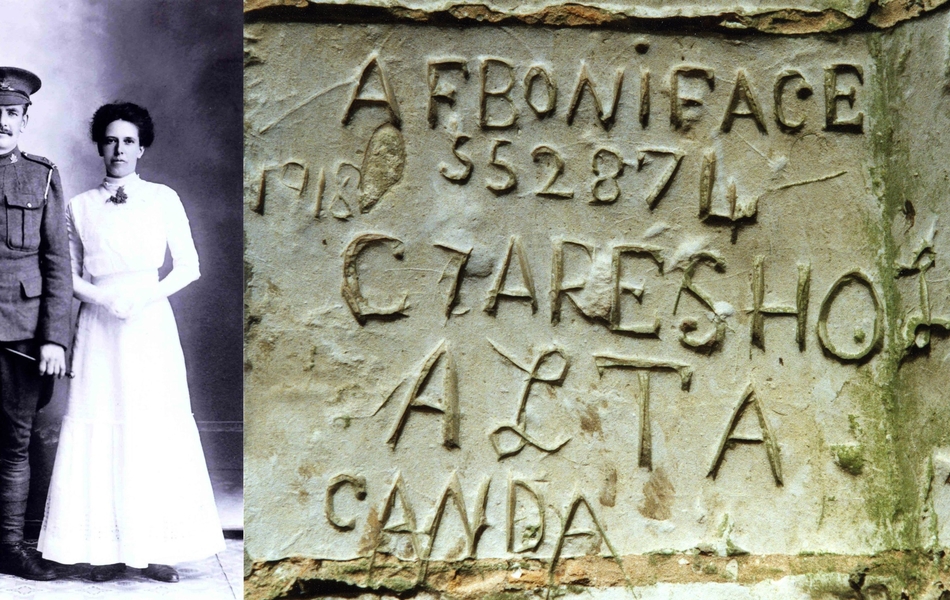 A F BONIFACE
1918 552874
CLARESHOL
ALTA
CANDA